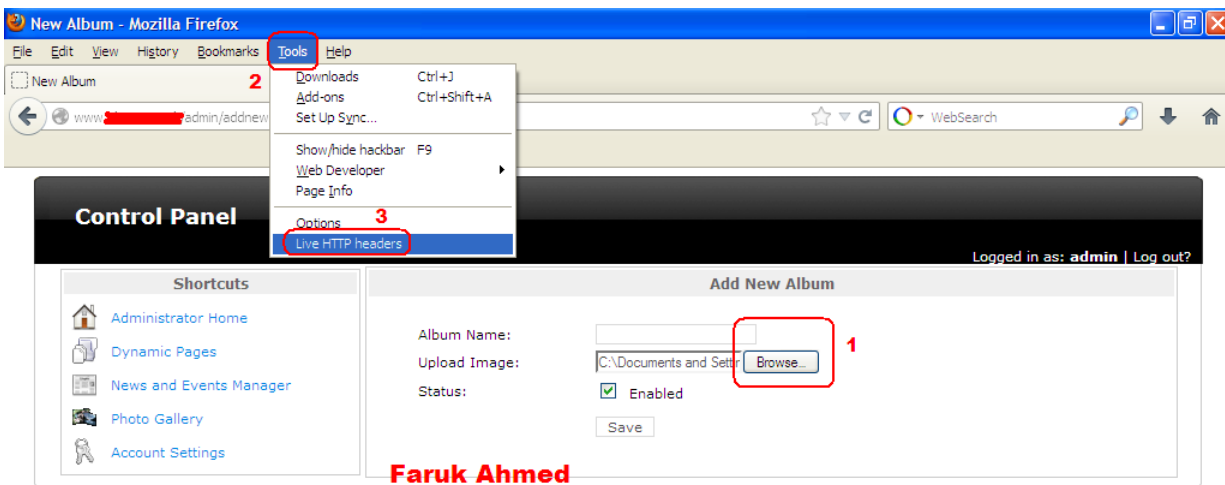 New Album - Mozilla Firefox
File Edit View History Bookmarks Tools Help
2
New Album
Downloads Ctrl+J
Add-ons Ctrl+Shift+A
Set Up Sync...
www. admin/addnew
WebSearch
Show/hide hackbar F9
Web Developer
Page Info
Options
3
Live HTTP headers
Control Panel
Logged in as: admin | Log out?
Shortcuts
Administrator Home
Dynamic Pages
News and Events Manager
Photo Gallery
Account Settings
Add New Album
Album Name:
Upload Image: C:\Documents and Settin Browse...
1
Status: Enabled
Save
Faruk Ahmed